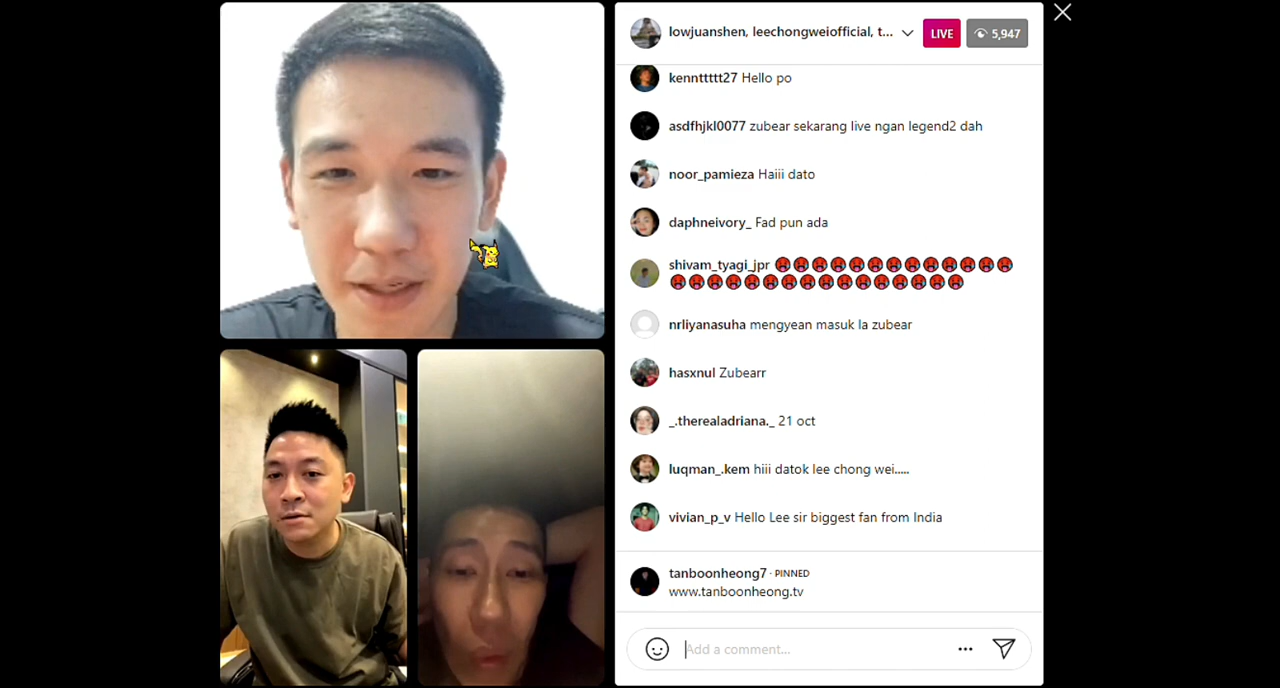 lowjuanshen, leechongweiofficial, t...
LIVE
5,947
kennttttt27 Hello po
asdfhjkl0077 zubear sekarang live ngan legend2 dah
noor_pamieza Haiii dato
daphneivory_ Fad pun ada
shivam_tyagi_jpr
nrliyanasuha mengyean masuk la zubear
hasxnul Zubearr
_.therealadriana._ 21 oct
luqman_.kem hiii datok lee chong wei.....
vivian_p_v Hello Lee sir biggest fan from India
tanboonheong7 · PINNED
www.tanboonheong.tv
Add a comment...